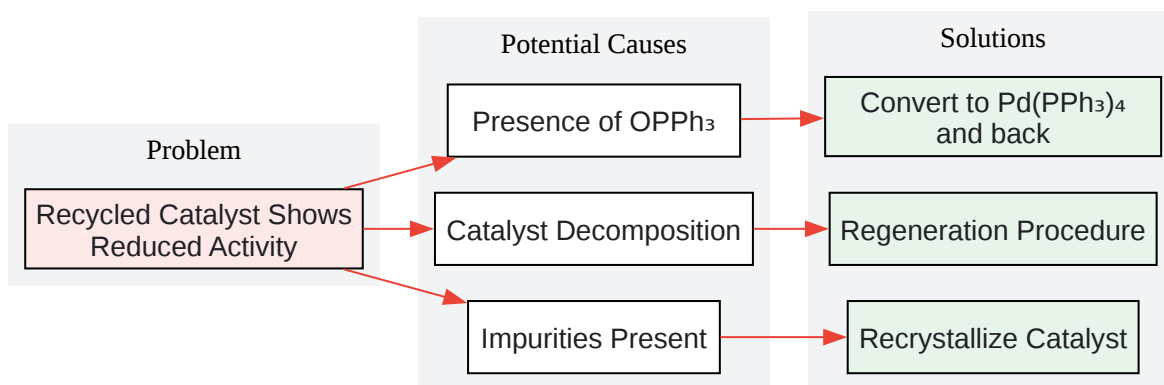 Problem
Recycled Catalyst Shows
Reduced Activity
Potential Causes
Presence of OPPh₃
Catalyst Decomposition
Impurities Present
Solutions
Convert to Pd(PPh₃)₄
and back
Regeneration Procedure
Recrystallize Catalyst